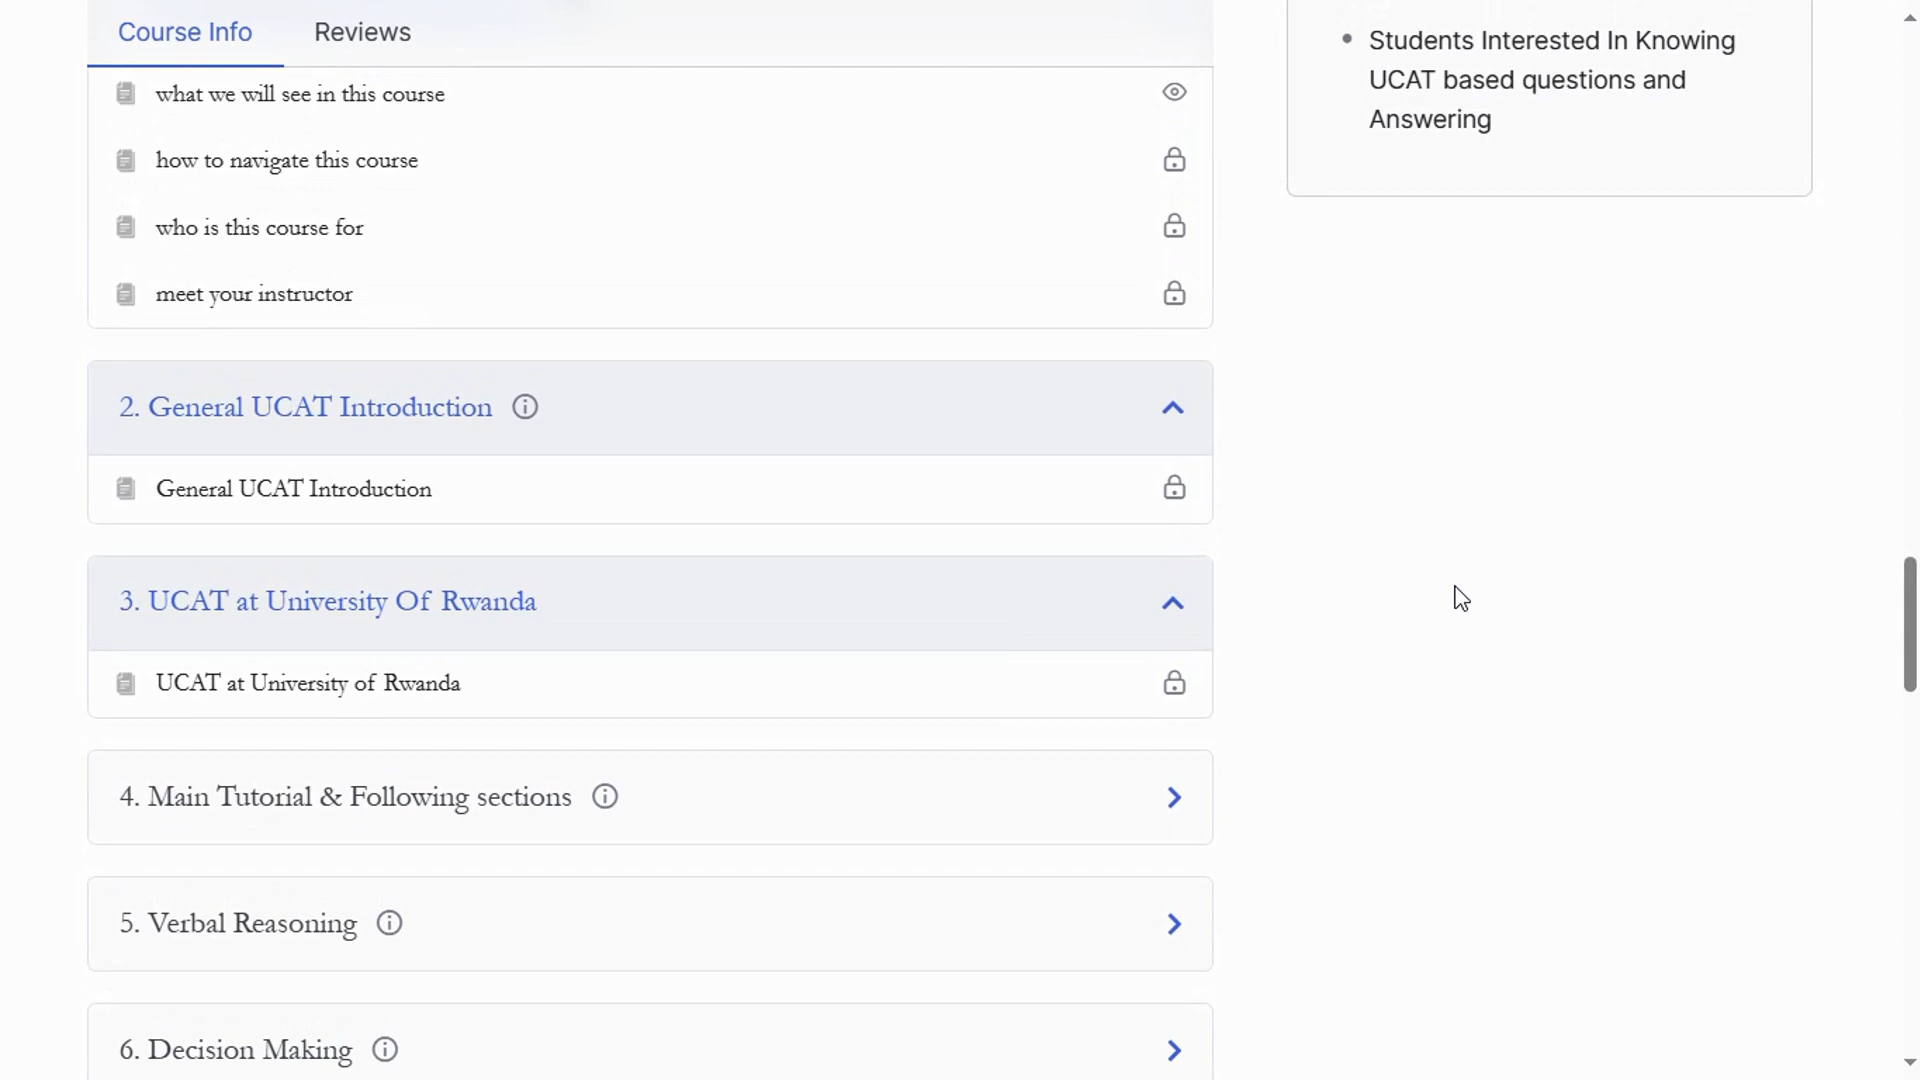 Course Info
Reviews
what we will see in this course
how to navigate this course
who is this course for
meet your instructor
2. General UCAT Introduction
General UCAT Introduction
3. UCAT at University Of Rwanda
UCAT at University of Rwanda
4. Main Tutorial & Following sections
5. Verbal Reasoning
6. Decision Making
Students Interested In Knowing
UCAT based questions and
Answering